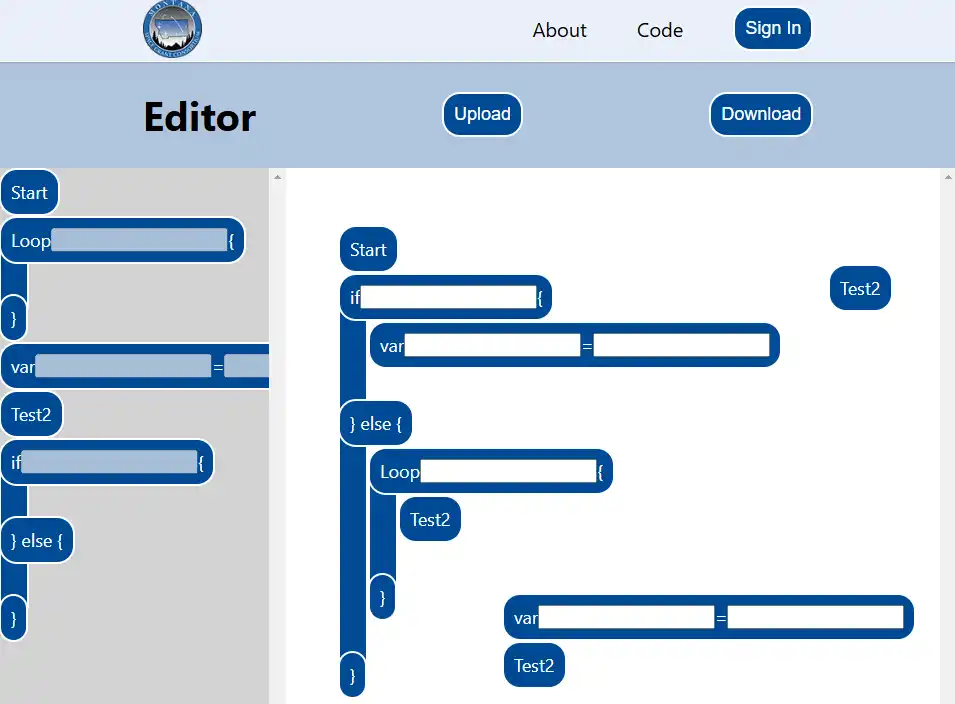 MONTANA
About
Code
Sign In
Editor
Upload
Download
Start
Loop {
}
var =
Test2
if {
} else {
}
Start
Test2
if {
var =
} else {
Loop {
Test2
}
var =
Test2
}